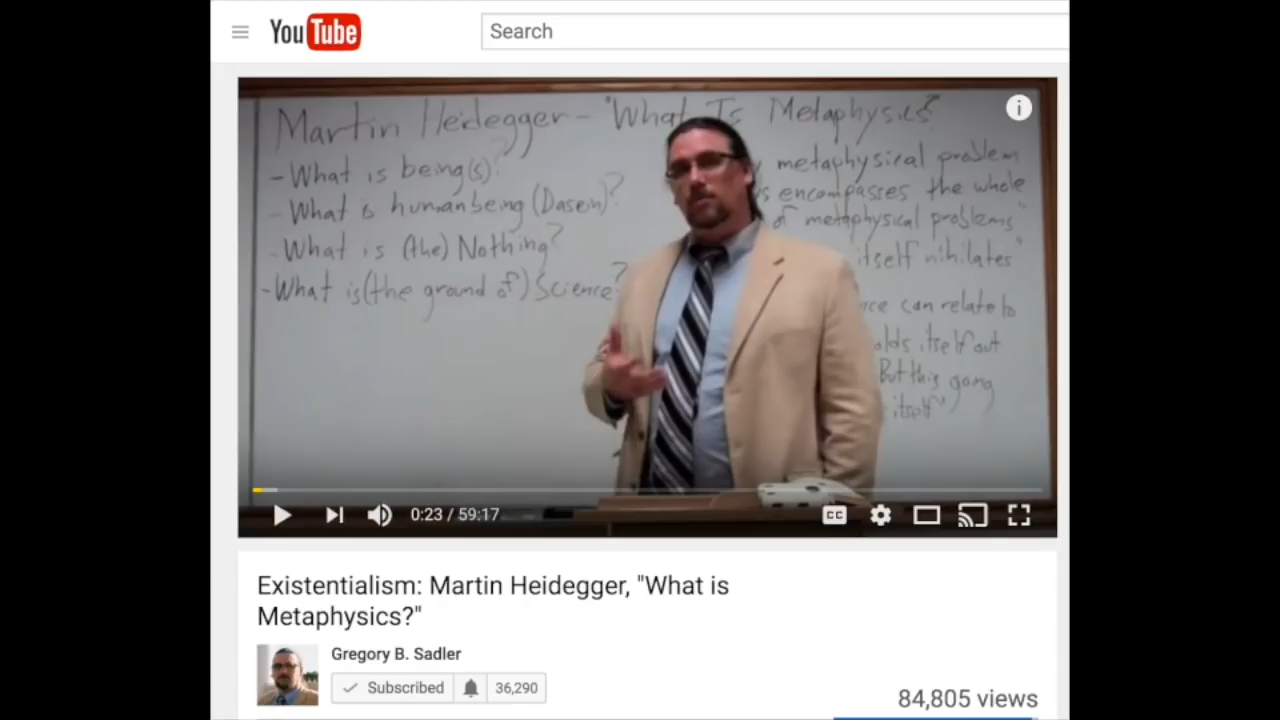 YouTube
Search
Martin Heidegger - "What Is Metaphysics?"
- What is being(s)?
- What is human being (Dasein)?
- What is (the) Nothing?
- What is (the ground of) Science?
metaphysical problem
encompasses the whole
of metaphysical problems"
itself nihilates"
can relate to
itself out
But this going
itself"
0:23 / 59:17
CC
Existentialism: Martin Heidegger, "What is
Metaphysics?"
Gregory B. Sadler
Subscribed 36,290
84,805 views